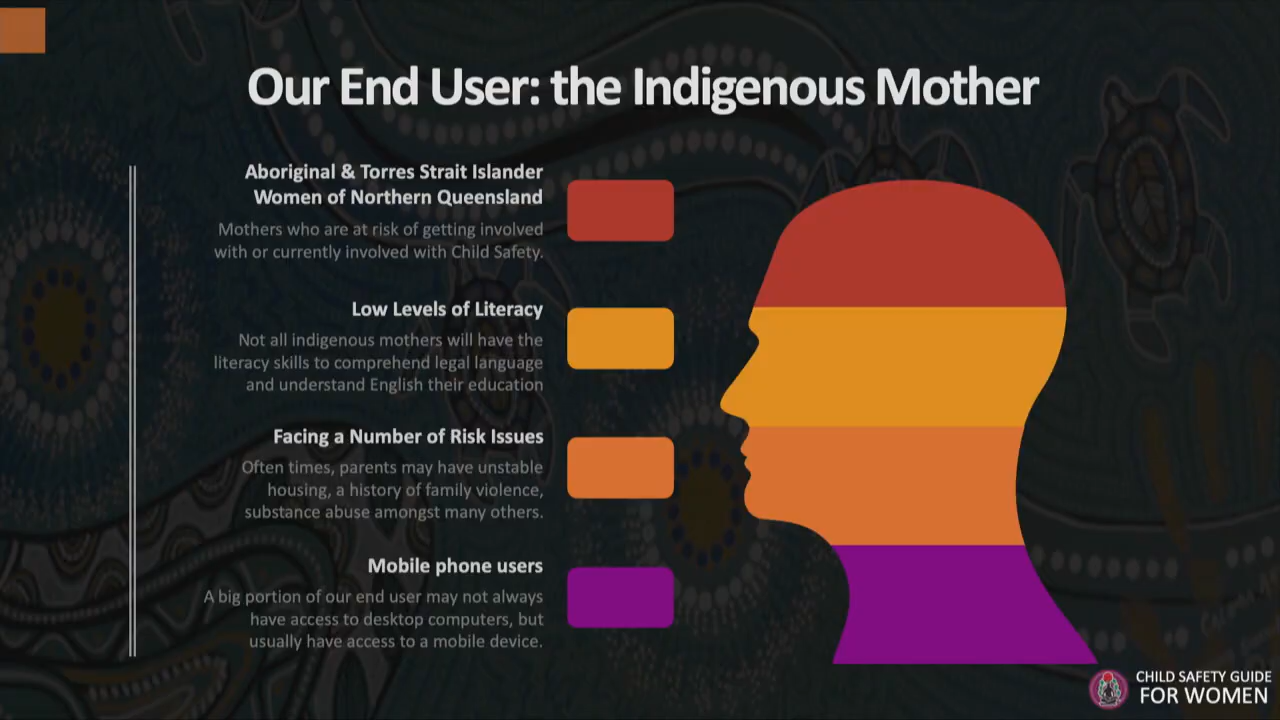 Our End User: the Indigenous Mother
Aboriginal & Torres Strait Islander
Women of Northern Queensland
Mothers who are at risk of getting involved
with or currently involved with Child Safety.
Low Levels of Literacy
Not all indigenous mothers will have the
literacy skills to comprehend legal language
and understand English their education
Facing a Number of Risk Issues
Often times, parents may have unstable
housing, a history of family violence,
substance abuse amongst many others.
Mobile phone users
A big portion of our end user may not always
have access to desktop computers, but
usually have access to a mobile device.
CHILD SAFETY GUIDE
FOR WOMEN